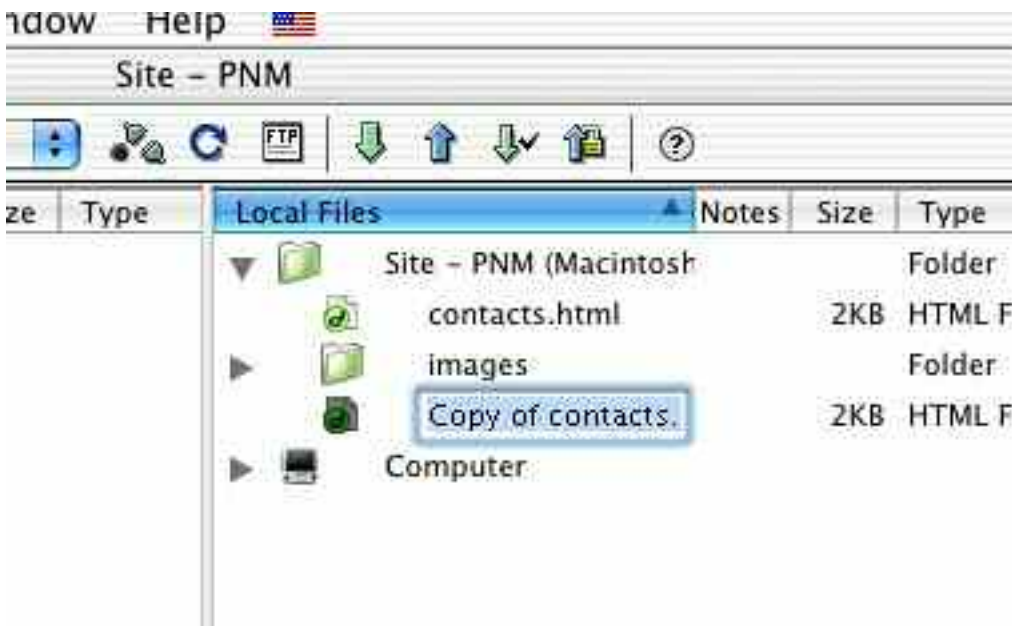 ndow Help
Site – PNM
FTP
ze Type Local Files Notes Size Type
Site – PNM (Macintosh Folder
contacts.html 2KB HTML F
images Folder
Copy of contacts. 2KB HTML F
Computer